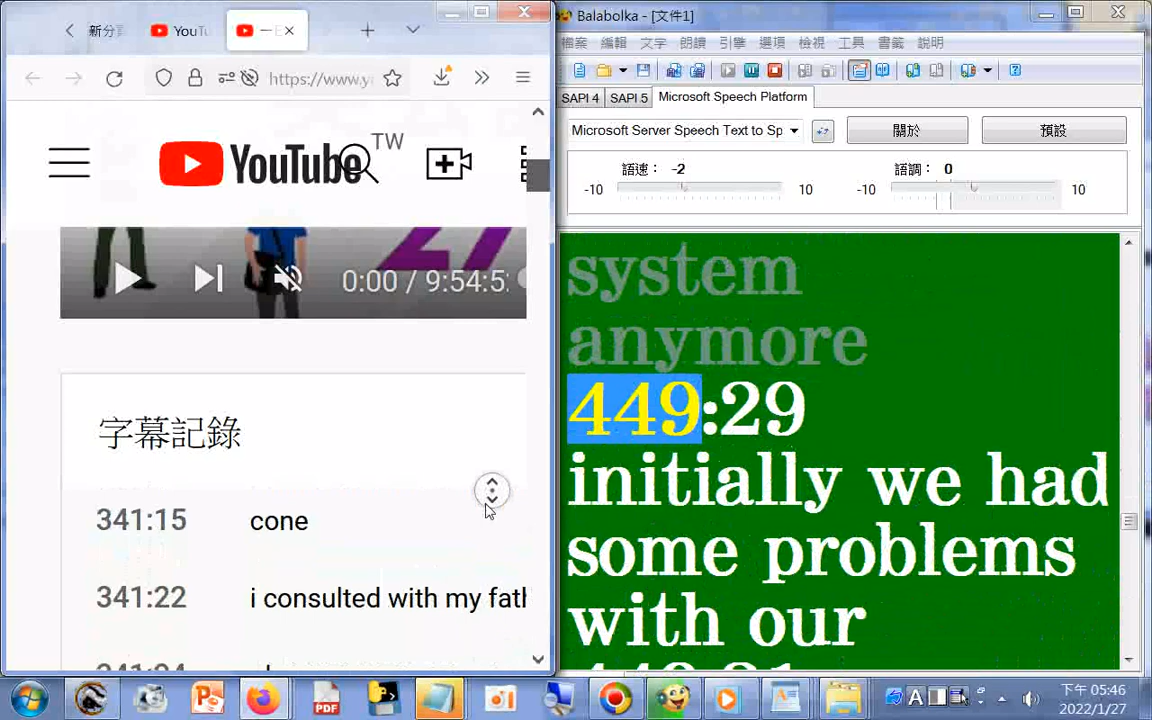 新分
YouTu
一 E
https://www.y
YouTube TW
0:00 / 9:54:5
字幕記錄
341:15 cone
341:22 i consulted with my fath
Balabolka - [文件1]
檔案 編輯 文字 朗讀 引擎 選項 檢視 工具 書籤 說明
SAPI 4 SAPI 5 Microsoft Speech Platform
Microsoft Server Speech Text to Sp 關於 預設
語速： -2 語調： 0
-10 10 -10 10
system
anymore
449:29
initially we had
some problems
with our
PDF
A
下午 05:46
2022/1/27